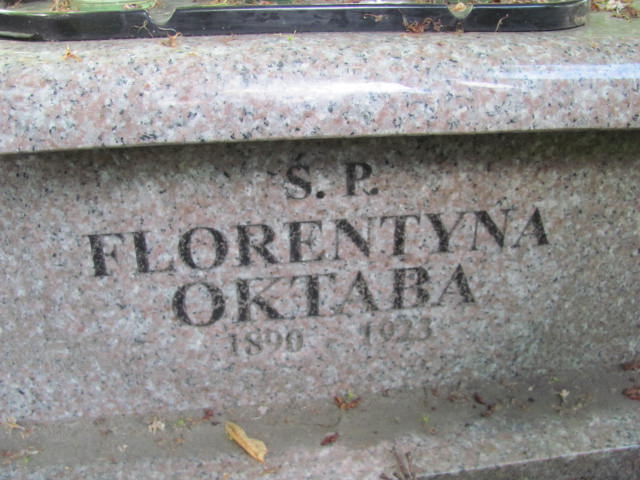 Ś. P.
FLORENTYNA
OKTABA
1890 - 1923